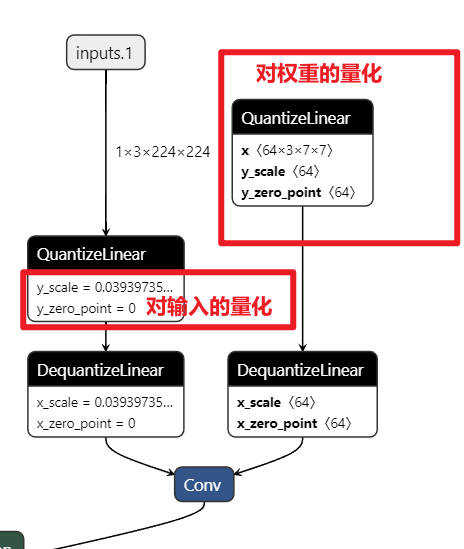 inputs.1
对权重的量化
QuantizeLinear
x〈64×3×7×7〉
y_scale〈64〉
y_zero_point〈64〉
1×3×224×224
QuantizeLinear
y_scale = 0.03939735...
y_zero_point = 0
对输入的量化
DequantizeLinear
x_scale = 0.03939735...
x_zero_point = 0
DequantizeLinear
x_scale〈64〉
x_zero_point〈64〉
Conv